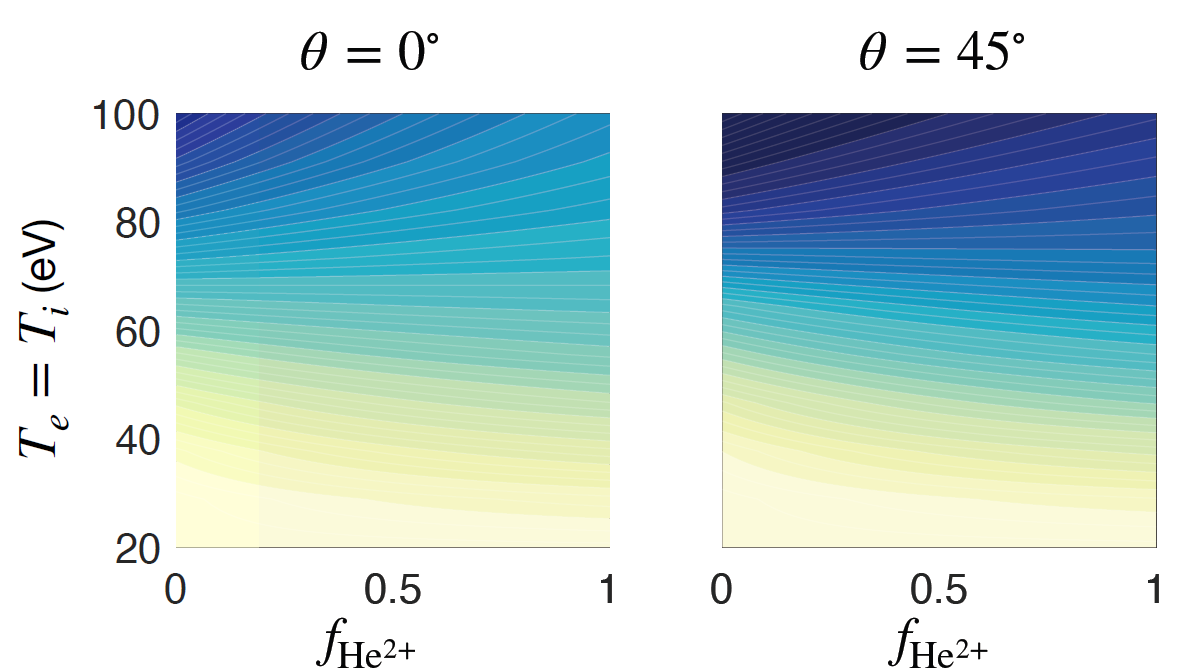 θ = 0°
θ = 45°
T_e = T_i (eV)
100
80
60
40
20
0
0.5
1
0
0.5
1
f_He2+
f_He2+